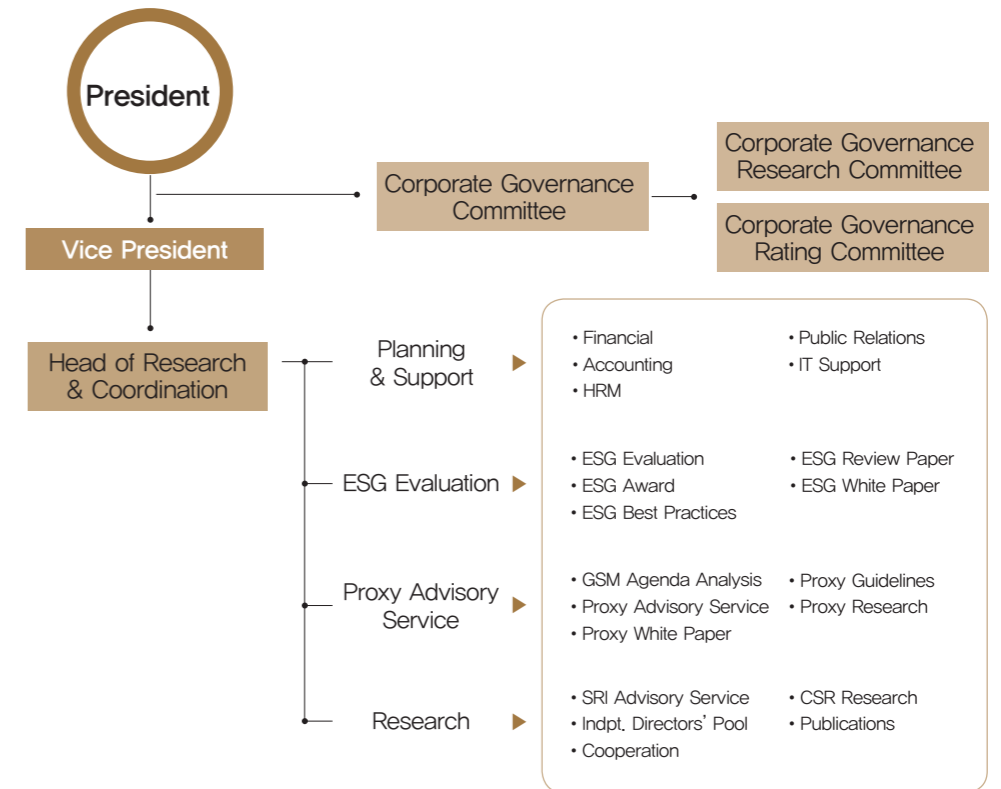 President
Corporate Governance
Committee
Corporate Governance
Research Committee
Corporate Governance
Rating Committee
Vice President
Head of Research
& Coordination
Planning
& Support
• Financial
• Accounting
• HRM
• Public Relations
• IT Support
ESG Evaluation
• ESG Evaluation
• ESG Award
• ESG Best Practices
• ESG Review Paper
• ESG White Paper
Proxy Advisory
Service
• GSM Agenda Analysis
• Proxy Advisory Service
• Proxy White Paper
• Proxy Guidelines
• Proxy Research
Research
• SRI Advisory Service
• Indpt. Directors’ Pool
• Cooperation
• CSR Research
• Publications